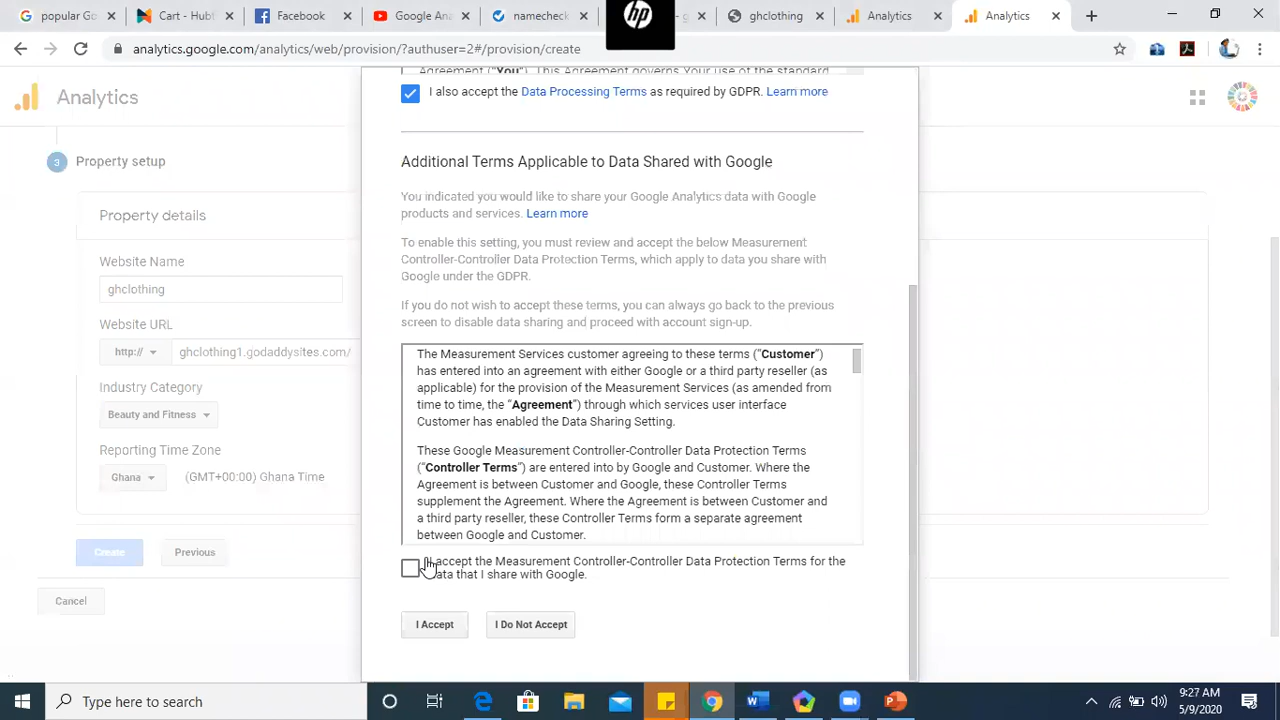 popular Go
Cart - Hub
Facebook
Google An
namecheck
hp
- g
ghclothing
Analytics
Analytics
analytics.google.com/analytics/web/provision/?authuser=2#/provision/create
Analytics
Agreement ("You"). This Agreement governs Your use of the standard
I also accept the Data Processing Terms as required by GDPR. Learn more
3 Property setup
Additional Terms Applicable to Data Shared with Google
You indicated you would like to share your Google Analytics data with Google
products and services. Learn more
Property details
To enable this setting, you must review and accept the below Measurement
Controller-Controller Data Protection Terms, which apply to data you share with
Google under the GDPR.
Website Name
ghclothing
If you do not wish to accept these terms, you can always go back to the previous
screen to disable data sharing and proceed with account sign-up.
Website URL
http:// ghclothing1.godaddysites.com/
The Measurement Services customer agreeing to these terms ("Customer")
has entered into an agreement with either Google or a third party reseller (as
applicable) for the provision of the Measurement Services (as amended from
time to time, the "Agreement") through which services user interface
Customer has enabled the Data Sharing Setting.
Industry Category
Beauty and Fitness
Reporting Time Zone
Ghana (GMT+00:00) Ghana Time
These Google Measurement Controller-Controller Data Protection Terms
("Controller Terms") are entered into by Google and Customer. Where the
Agreement is between Customer and Google, these Controller Terms
supplement the Agreement. Where the Agreement is between Customer and
a third party reseller, these Controller Terms form a separate agreement
between Google and Customer.
Create Previous
I accept the Measurement Controller-Controller Data Protection Terms for the
data that I share with Google.
Cancel
I Accept I Do Not Accept
Type here to search
9:27 AM
5/9/2020